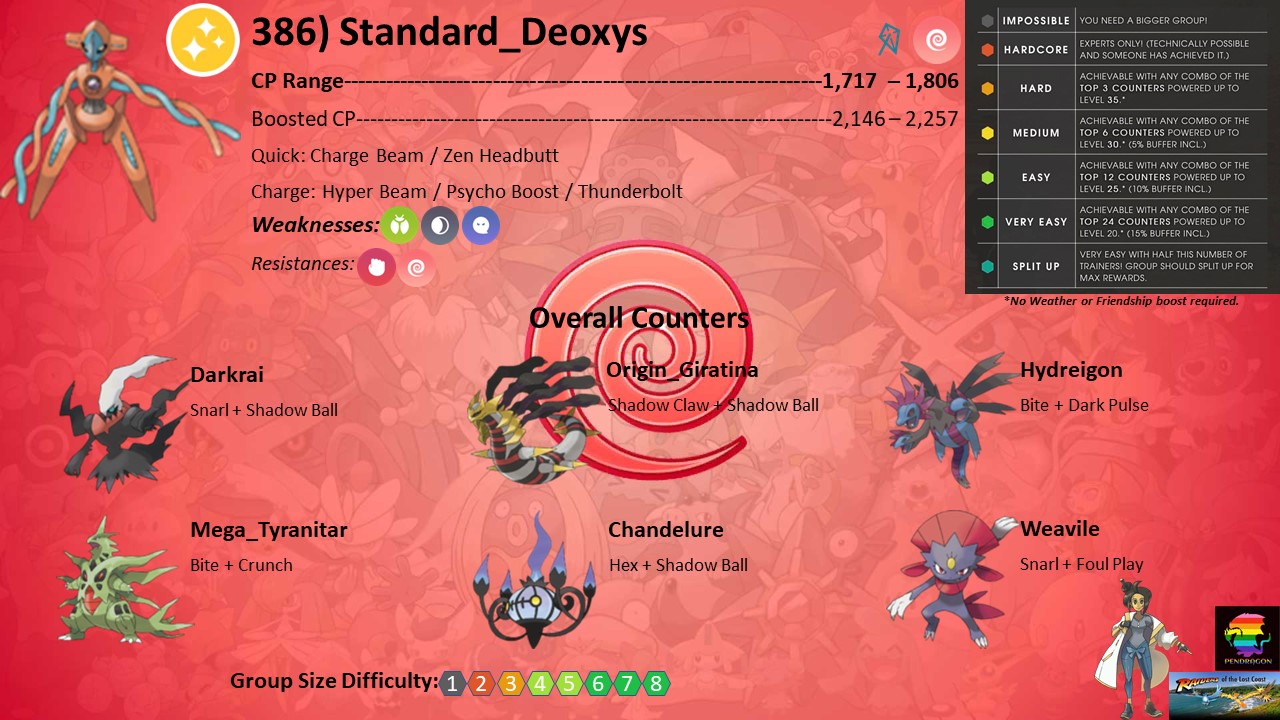 386) Standard_Deoxys
CP Range--------------------------------------------------------------------------------1,717 – 1,806
Boosted CP--------------------------------------------------------------------------------2,146 – 2,257
Quick: Charge Beam / Zen Headbutt
Charge: Hyper Beam / Psycho Boost / Thunderbolt
Weaknesses:
Resistances:
IMPOSSIBLE
YOU NEED A BIGGER GROUP!
HARDCORE
EXPERTS ONLY! (TECHNICALLY POSSIBLE
AND SOMEONE HAS ACHIEVED IT.)
HARD
ACHIEVABLE WITH ANY COMBO OF THE
TOP 3 COUNTERS POWERED UP TO
LEVEL 35.*
MEDIUM
ACHIEVABLE WITH ANY COMBO OF THE
TOP 6 COUNTERS POWERED UP TO
LEVEL 30.* (5% BUFFER INCL.)
EASY
ACHIEVABLE WITH ANY COMBO OF THE
TOP 12 COUNTERS POWERED UP TO
LEVEL 25.* (10% BUFFER INCL.)
VERY EASY
ACHIEVABLE WITH ANY COMBO OF THE
TOP 24 COUNTERS POWERED UP TO
LEVEL 20.* (15% BUFFER INCL.)
SPLIT UP
VERY EASY WITH HALF THIS NUMBER OF
TRAINERS! GROUP SHOULD SPLIT UP FOR
MAX REWARDS.
*No Weather or Friendship boost required.
Overall Counters
Darkrai
Snarl + Shadow Ball
Origin_Giratina
Shadow Claw + Shadow Ball
Hydreigon
Bite + Dark Pulse
Mega_Tyranitar
Bite + Crunch
Chandelure
Hex + Shadow Ball
Weavile
Snarl + Foul Play
Group Size Difficulty: 1 2 3 4 5 6 7 8
PENDRAGON
RAIDERS of the Lost Coast